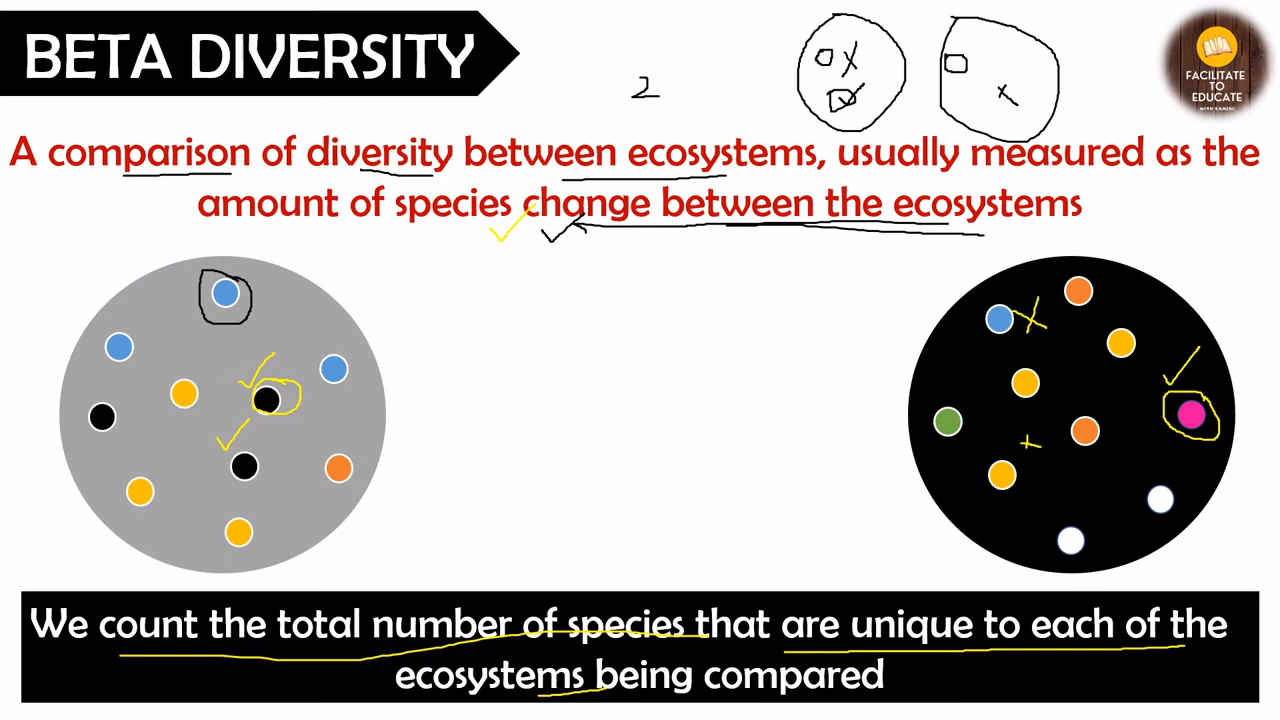 BETA DIVERSITY
2
FACILITATE
TO
EDUCATE
WITH RAMINI
A comparison of diversity between ecosystems, usually measured as the
amount of species change between the ecosystems
We count the total number of species that are unique to each of the
ecosystems being compared